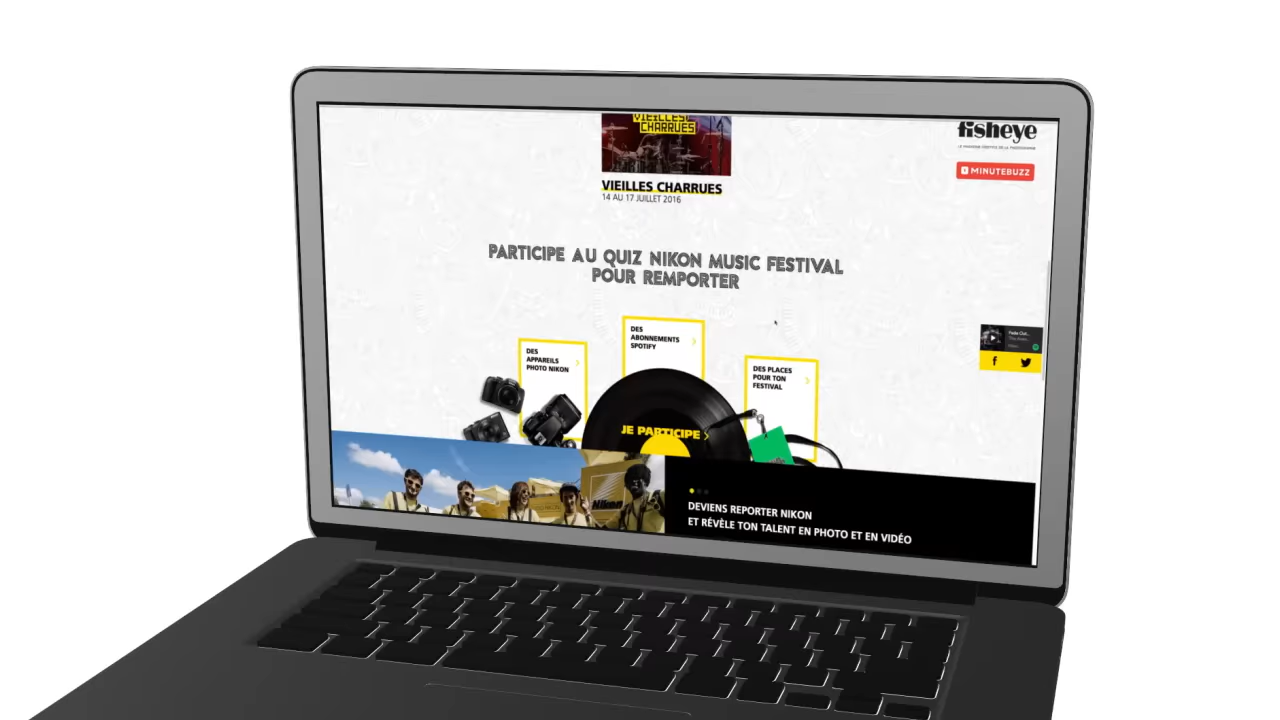 VIEILLES
CHARRUES
fisheye
MINUTEBUZZ
VIEILLES CHARRUES
14 AU 17 JUILLET 2016
PARTICIPE AU QUIZ NIKON MUSIC FESTIVAL
POUR REMPORTER
DES
ABONNEMENTS
SPOTIFY
DES
APPAREILS
PHOTO NIKON
DES PLACES
POUR TON
FESTIVAL
JE PARTICIPE
Nikon
DEVIENS REPORTER NIKON
ET RÉVÈLE TON TALENT EN PHOTO ET EN VIDÉO